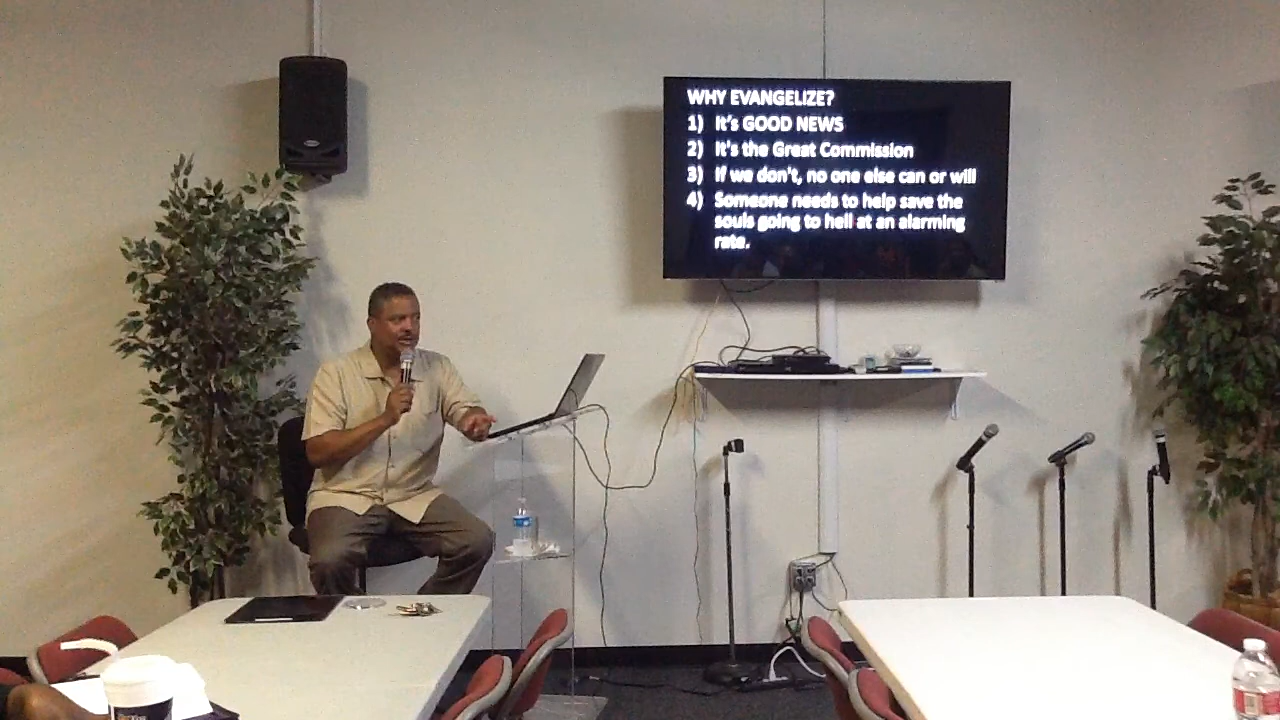 WHY EVANGELIZE?
1) It's GOOD NEWS
2) It's the Great Commission
3) If we don't, no one else can or will
4) Someone needs to help save the
souls going to hell at an alarming
rate.